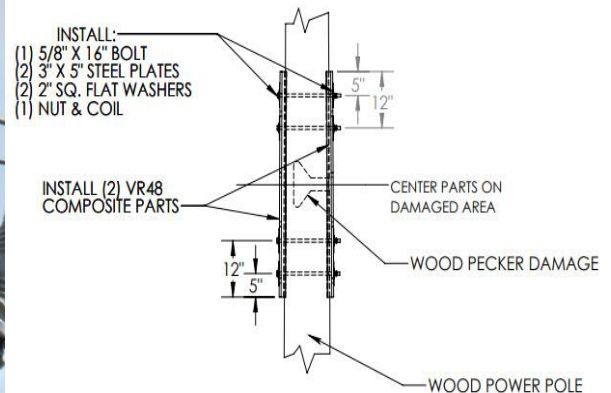 INSTALL:
(1) 5/8" X 16" BOLT
(2) 3" X 5" STEEL PLATES
(2) 2" SQ. FLAT WASHERS
(1) NUT & COIL
5"
12"
INSTALL (2) VR48
COMPOSITE PARTS
CENTER PARTS ON
DAMAGED AREA
12"
5"
WOOD PECKER DAMAGE
WOOD POWER POLE